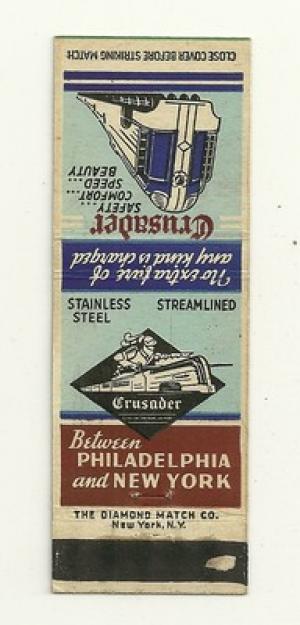 CLOSE COVER BEFORE STRIKING MATCH
SAFETY...
COMFORT...
SPEED...
BEAUTY
Crusader
No extra fare of
any kind is charged
STAINLESS
STEEL
STREAMLINED
Crusader
Between
PHILADELPHIA
and NEW YORK
THE DIAMOND MATCH CO.
New York, N.Y.